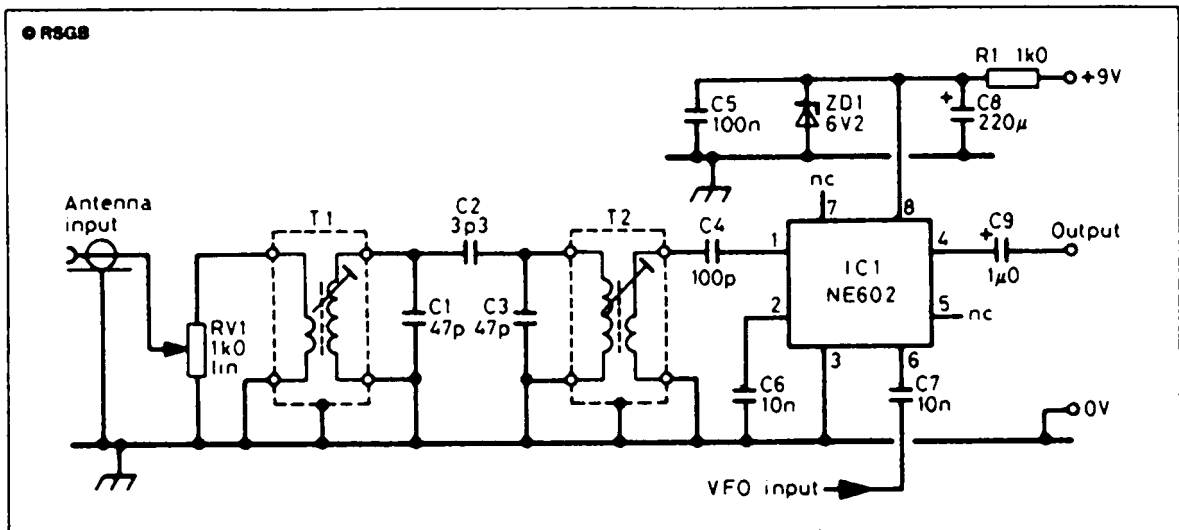 © RSGB
R1 1k0
+9V
C5
100n
ZD1
6V2
+
C8
220μ
nc
7
8
Antenna
input
T1
C2
3p3
T2
C4
100p
1
4
+
C9
1μ0
Output
IC1
NE602
RV1
1k0
lin
C1
47p
C3
47p
2
5
nc
3
6
C6
10n
C7
10n
0V
VFO input